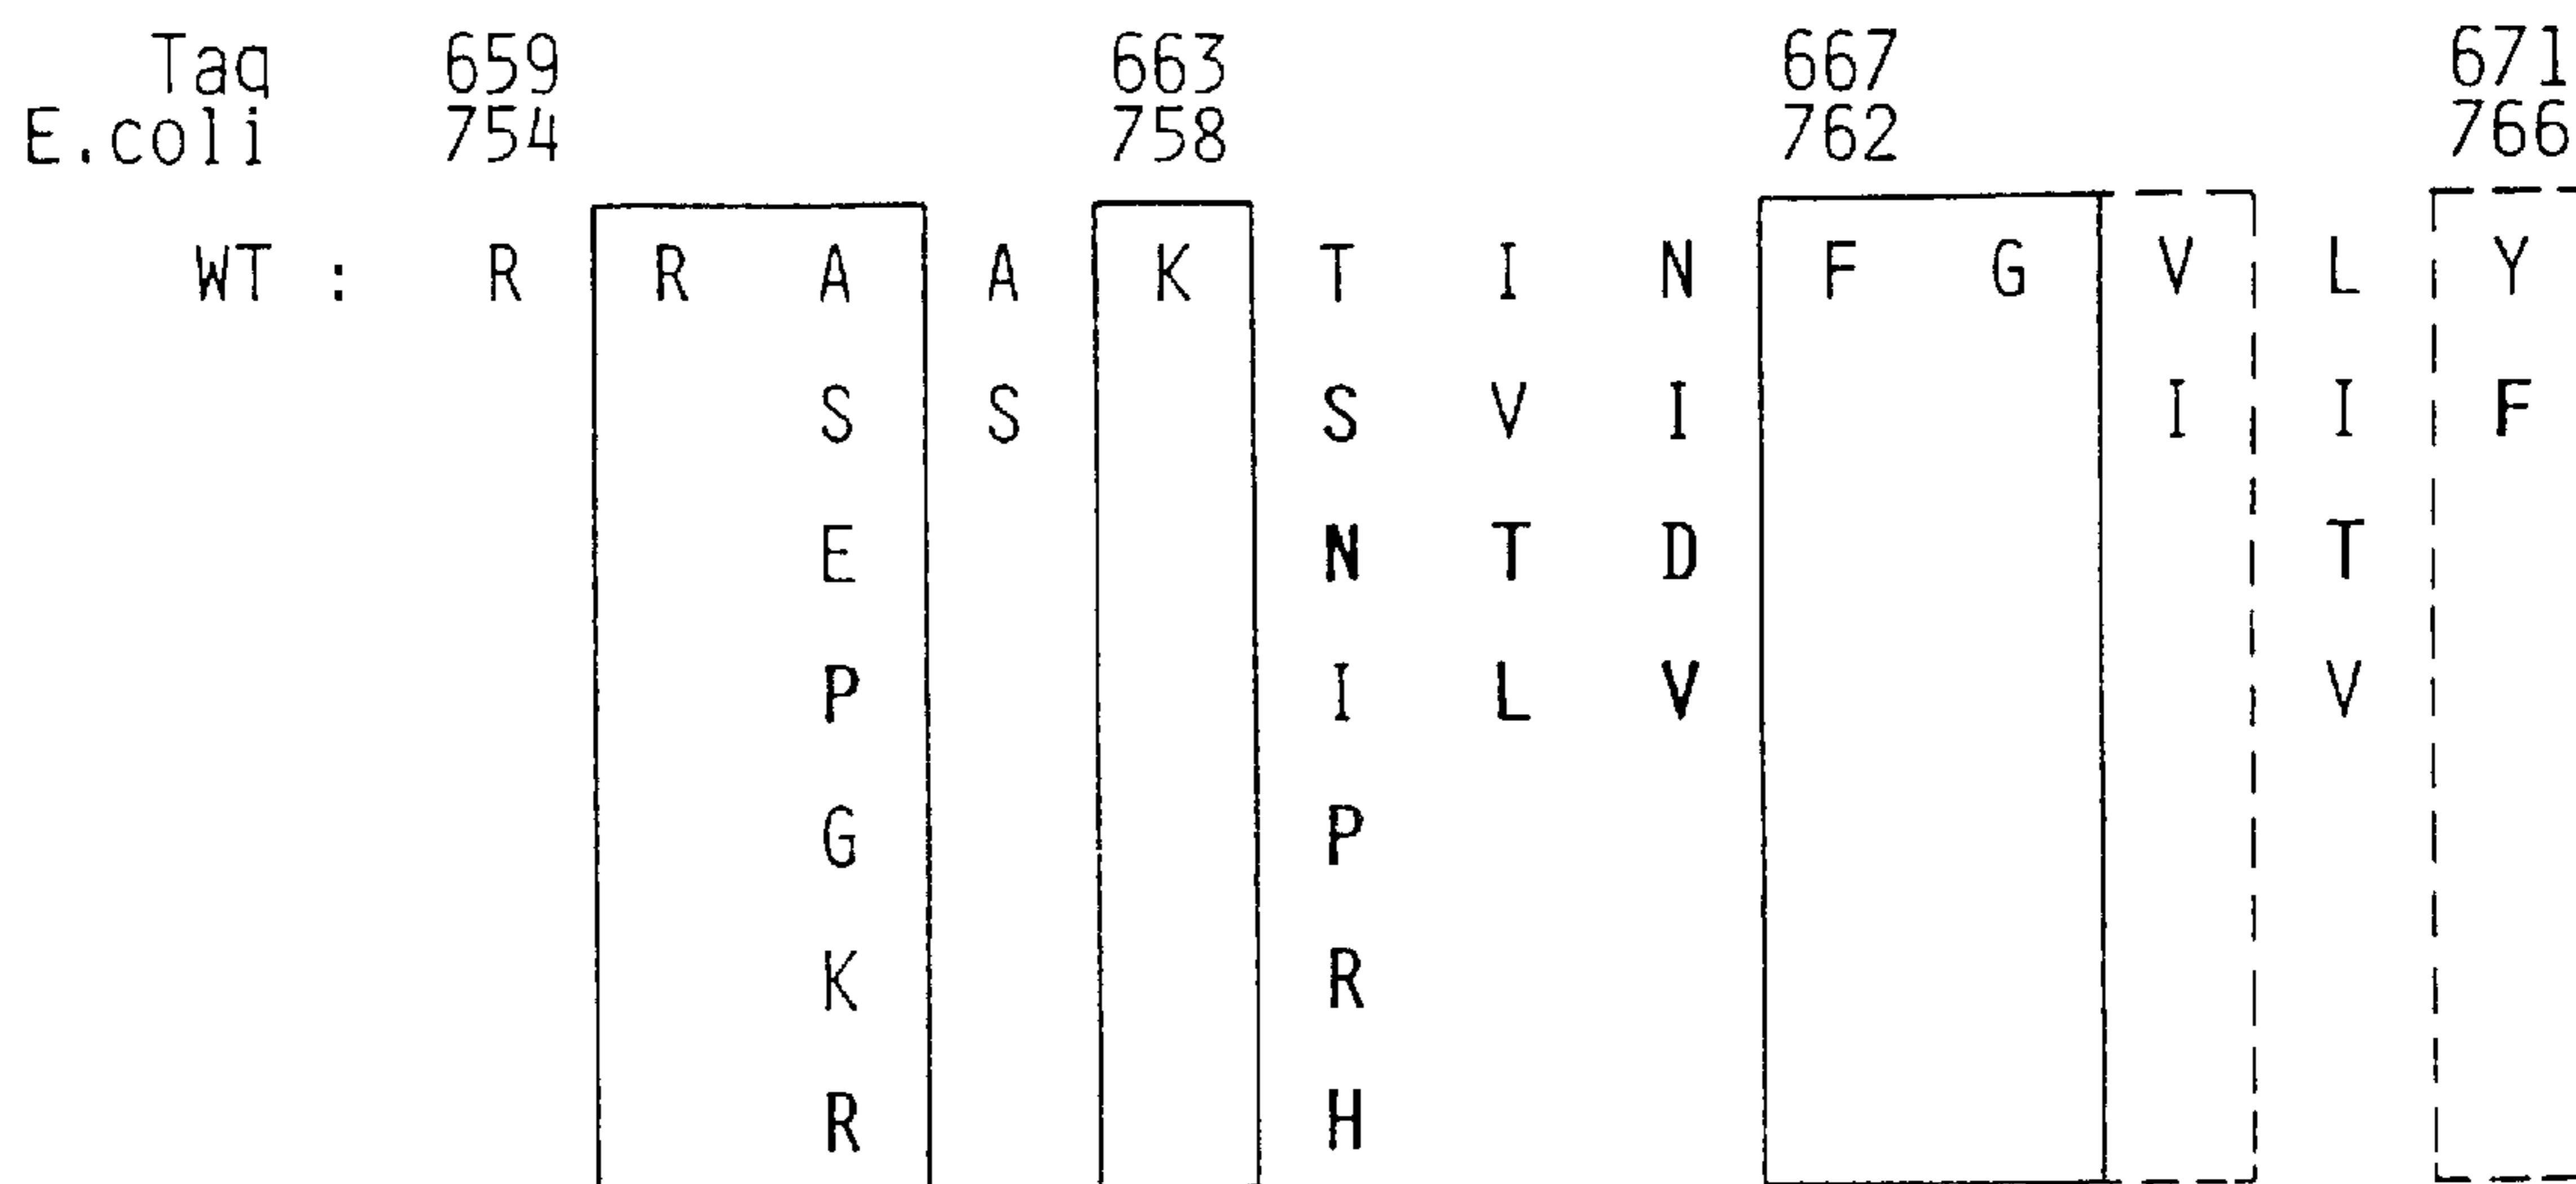 Taq 659 663 667 671
E.coli 754 758 762 766
WT : R R A A K T I N F G V L Y
S S S V I I I F
E N T D T
P I L V V
G P
K R
R H